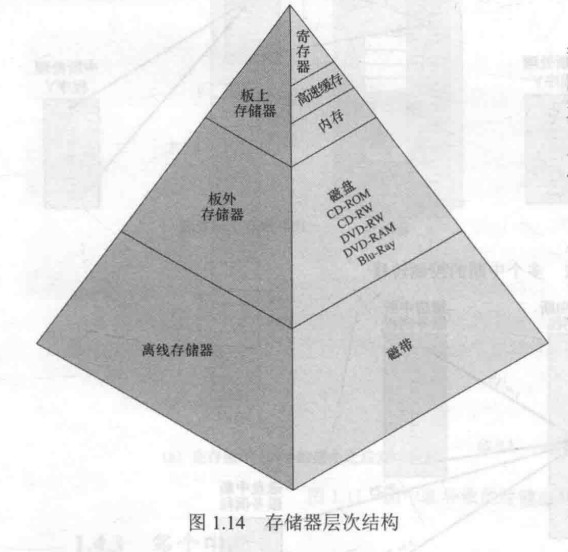 寄存器
高速缓存
内存
板上
存储器
板外
存储器
磁盘
CD-ROM
CD-RW
DVD-RW
DVD-RAM
Blu-Ray
离线存储器
磁带
图 1.14 存储器层次结构